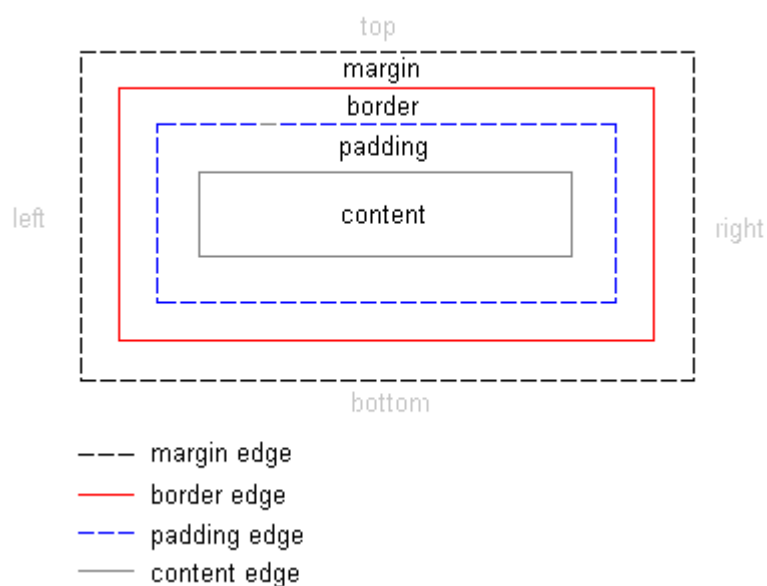 top
margin
border
padding
content
left
right
bottom
margin edge
border edge
padding edge
content edge